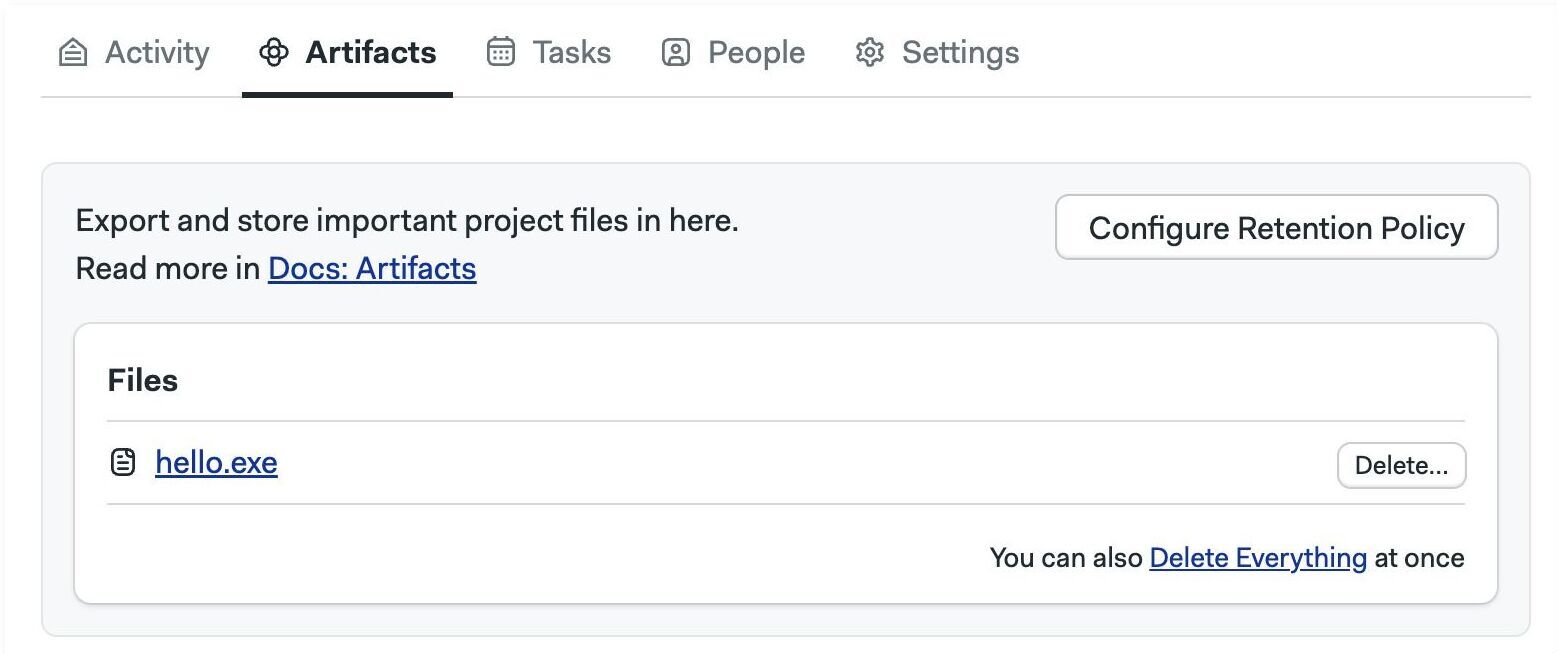 Activity Artifacts Tasks People Settings
Export and store important project files in here.
Read more in Docs: Artifacts
Configure Retention Policy
Files
hello.exe
Delete...
You can also Delete Everything at once